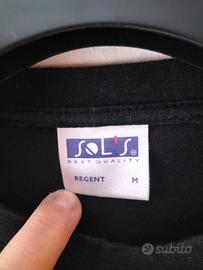 SOL'S
BEST QUALITY
REGENT M
subito